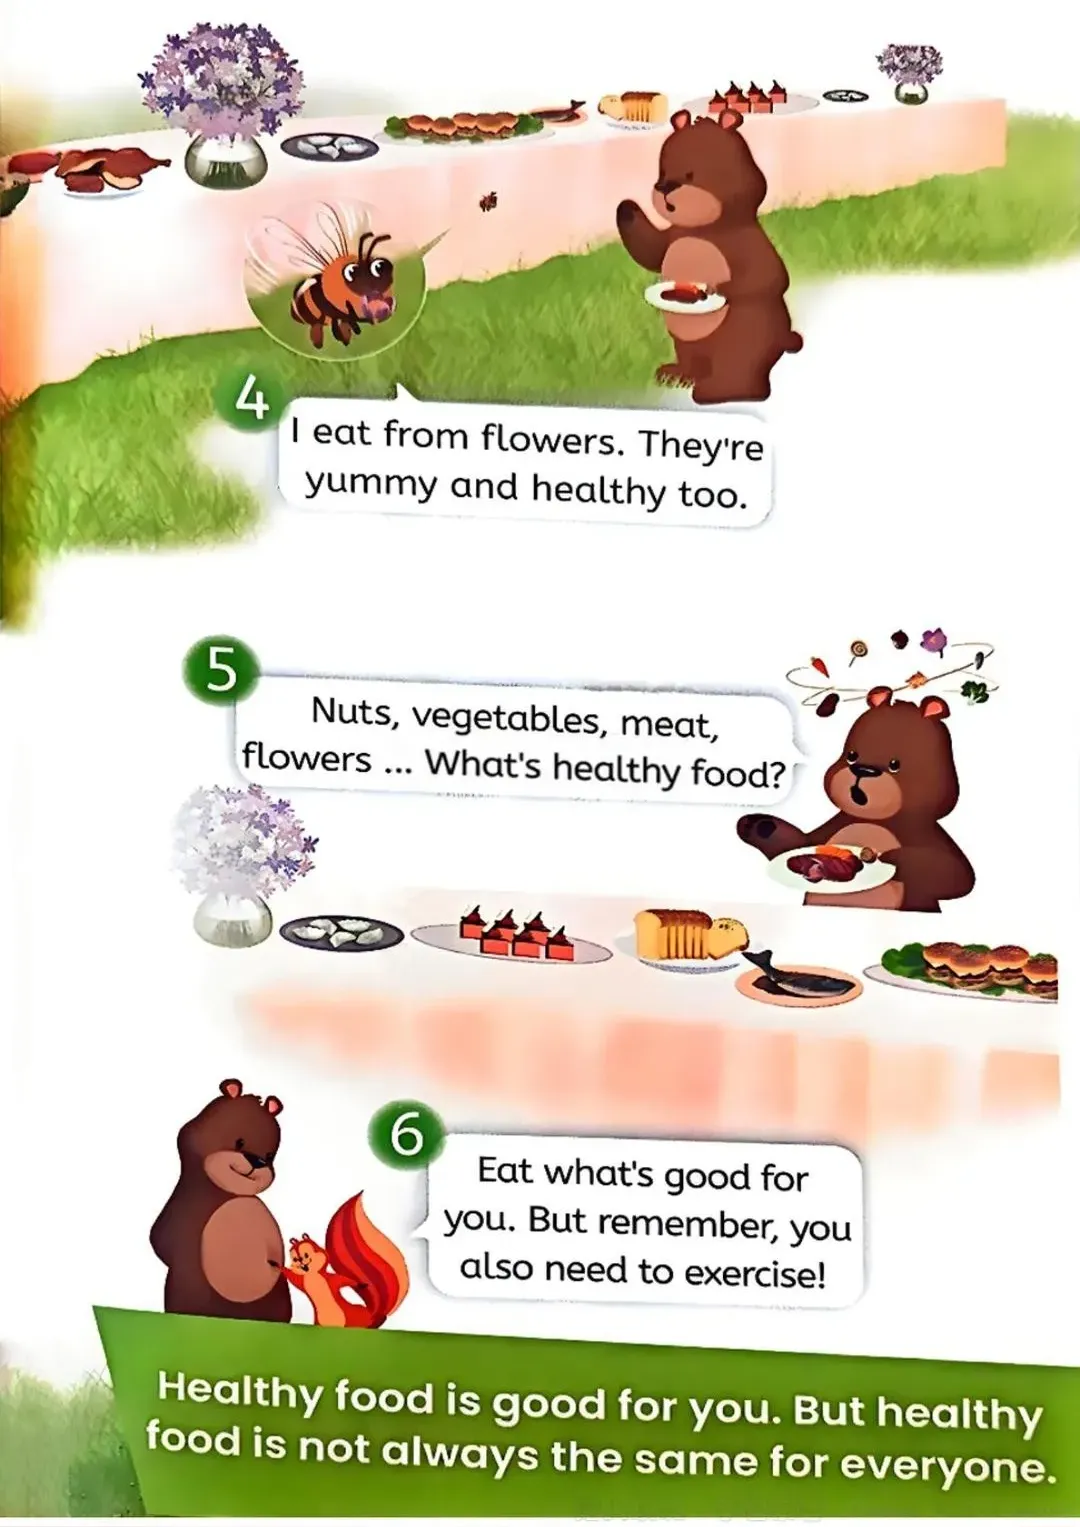 4
I eat from flowers. They're
yummy and healthy too.
5
Nuts, vegetables, meat,
flowers ... What's healthy food?
6
Eat what's good for
you. But remember, you
also need to exercise!
Healthy food is good for you. But healthy
food is not always the same for everyone.